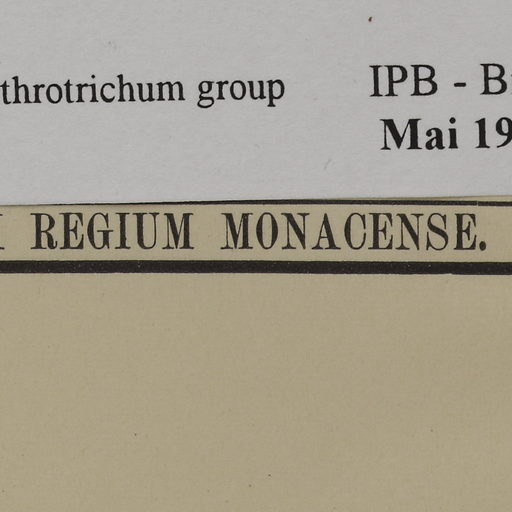 throtrichum group
IPB - B
Mai 19
REGIUM MONACENSE.